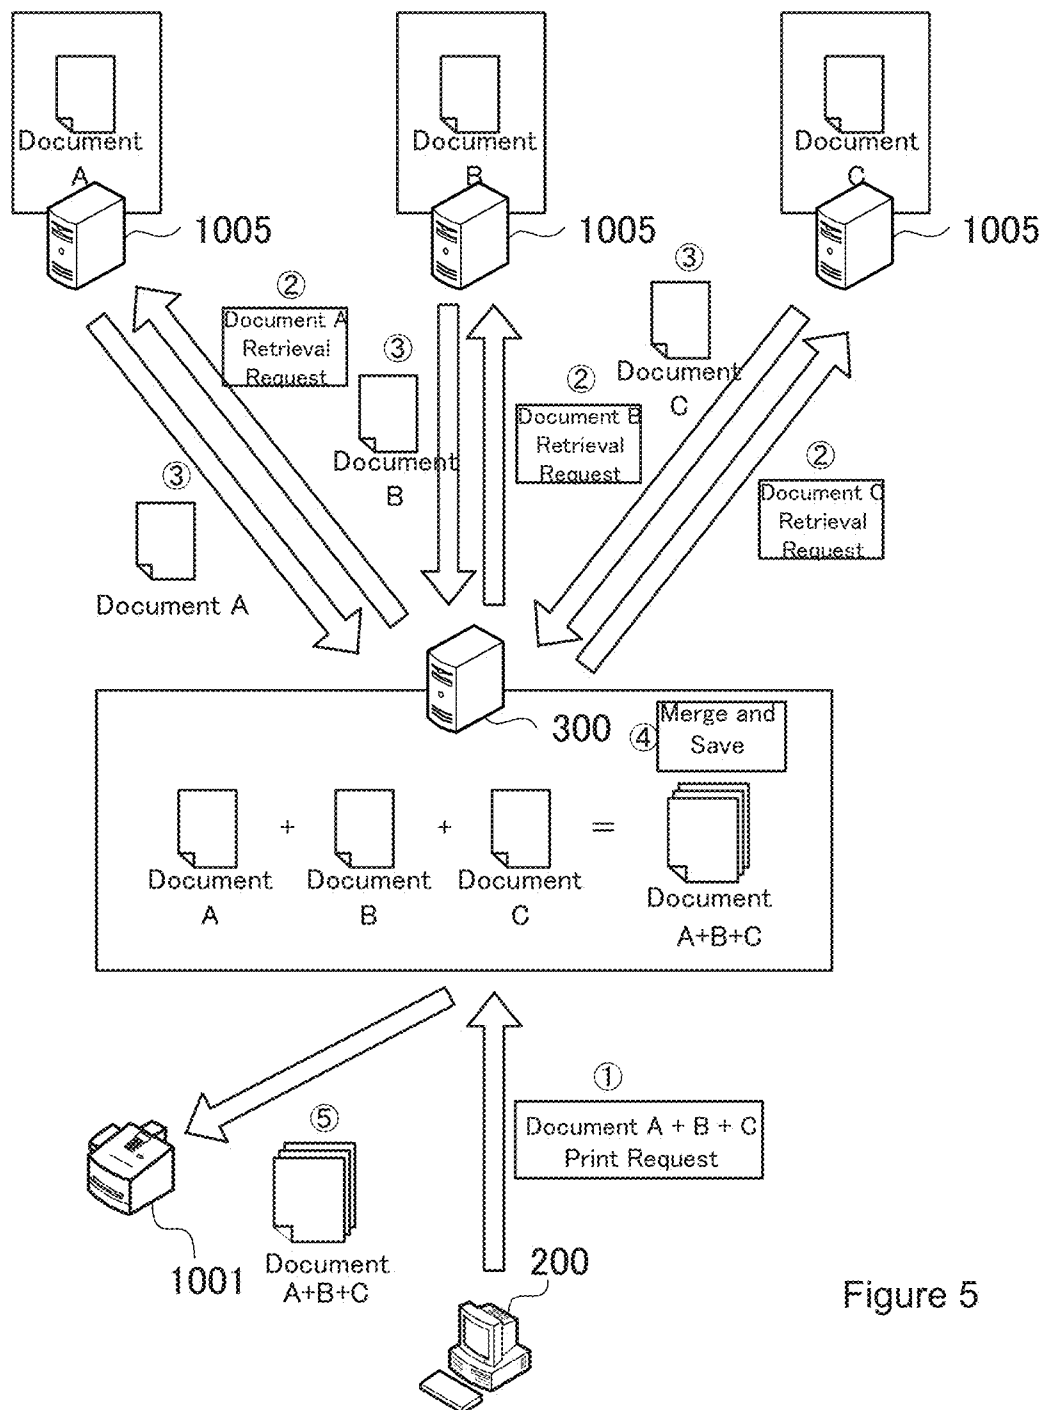 Document
A
Document
B
Document
C
1005
1005
1005
②
Document A
Retrieval
Request
③
Document
B
③
Document
C
②
Document B
Retrieval
Request
②
Document C
Retrieval
Request
③
Document A
300
④
Merge and
Save
+
+
=
Document
A
Document
B
Document
C
Document
A+B+C
①
Document A + B + C
Print Request
⑤
Document
A+B+C
1001
200
Figure 5